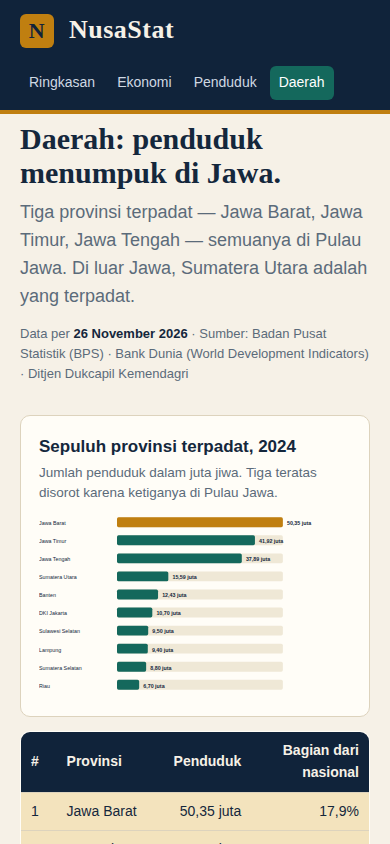 N NusaStat
Ringkasan Ekonomi Penduduk Daerah
Daerah: penduduk
menumpuk di Jawa.
Tiga provinsi terpadat — Jawa Barat, Jawa
Timur, Jawa Tengah — semuanya di Pulau
Jawa. Di luar Jawa, Sumatera Utara adalah
yang terpadat.
Data per 26 November 2026 · Sumber: Badan Pusat
Statistik (BPS) · Bank Dunia (World Development Indicators)
· Ditjen Dukcapil Kemendagri
Sepuluh provinsi terpadat, 2024
Jumlah penduduk dalam juta jiwa. Tiga teratas
disorot karena ketiganya di Pulau Jawa.
Jawa Barat 50,35 juta
Jawa Timur 41,92 juta
Jawa Tengah 37,89 juta
Sumatera Utara 15,59 juta
Banten 12,43 juta
DKI Jakarta 10,70 juta
Sulawesi Selatan 9,50 juta
Lampung 9,40 juta
Sumatera Selatan 8,80 juta
Riau 6,70 juta
# Provinsi Penduduk Bagian dari
nasional
1 Jawa Barat 50,35 juta 17,9%